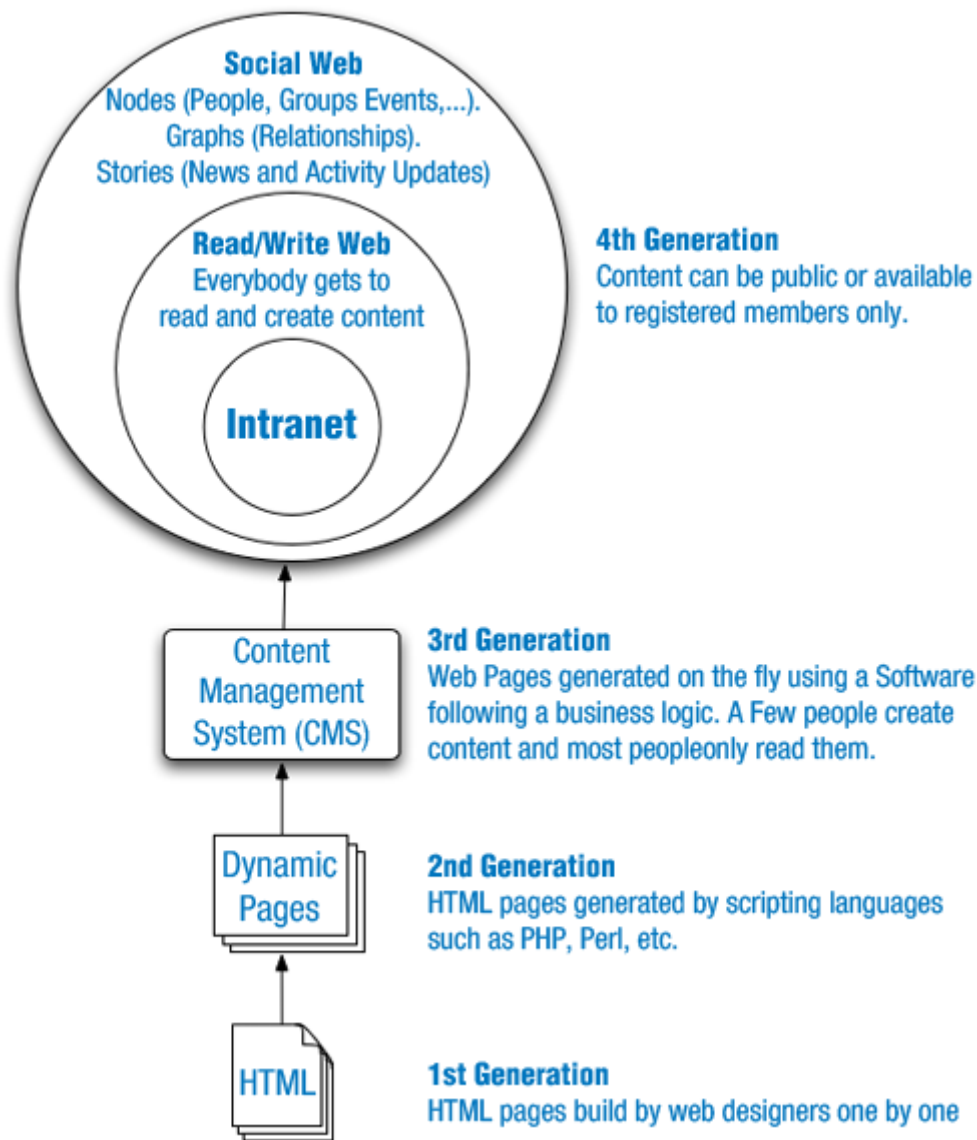 Social Web
Nodes (People, Groups Events,...).
Graphs (Relationships).
Stories (News and Activity Updates)
Read/Write Web
Everybody gets to
read and create content
Intranet
4th Generation
Content can be public or available
to registered members only.
Content
Management
System (CMS)
3rd Generation
Web Pages generated on the fly using a Software
following a business logic. A Few people create
content and most peopleonly read them.
Dynamic
Pages
2nd Generation
HTML pages generated by scripting languages
such as PHP, Perl, etc.
HTML
1st Generation
HTML pages build by web designers one by one